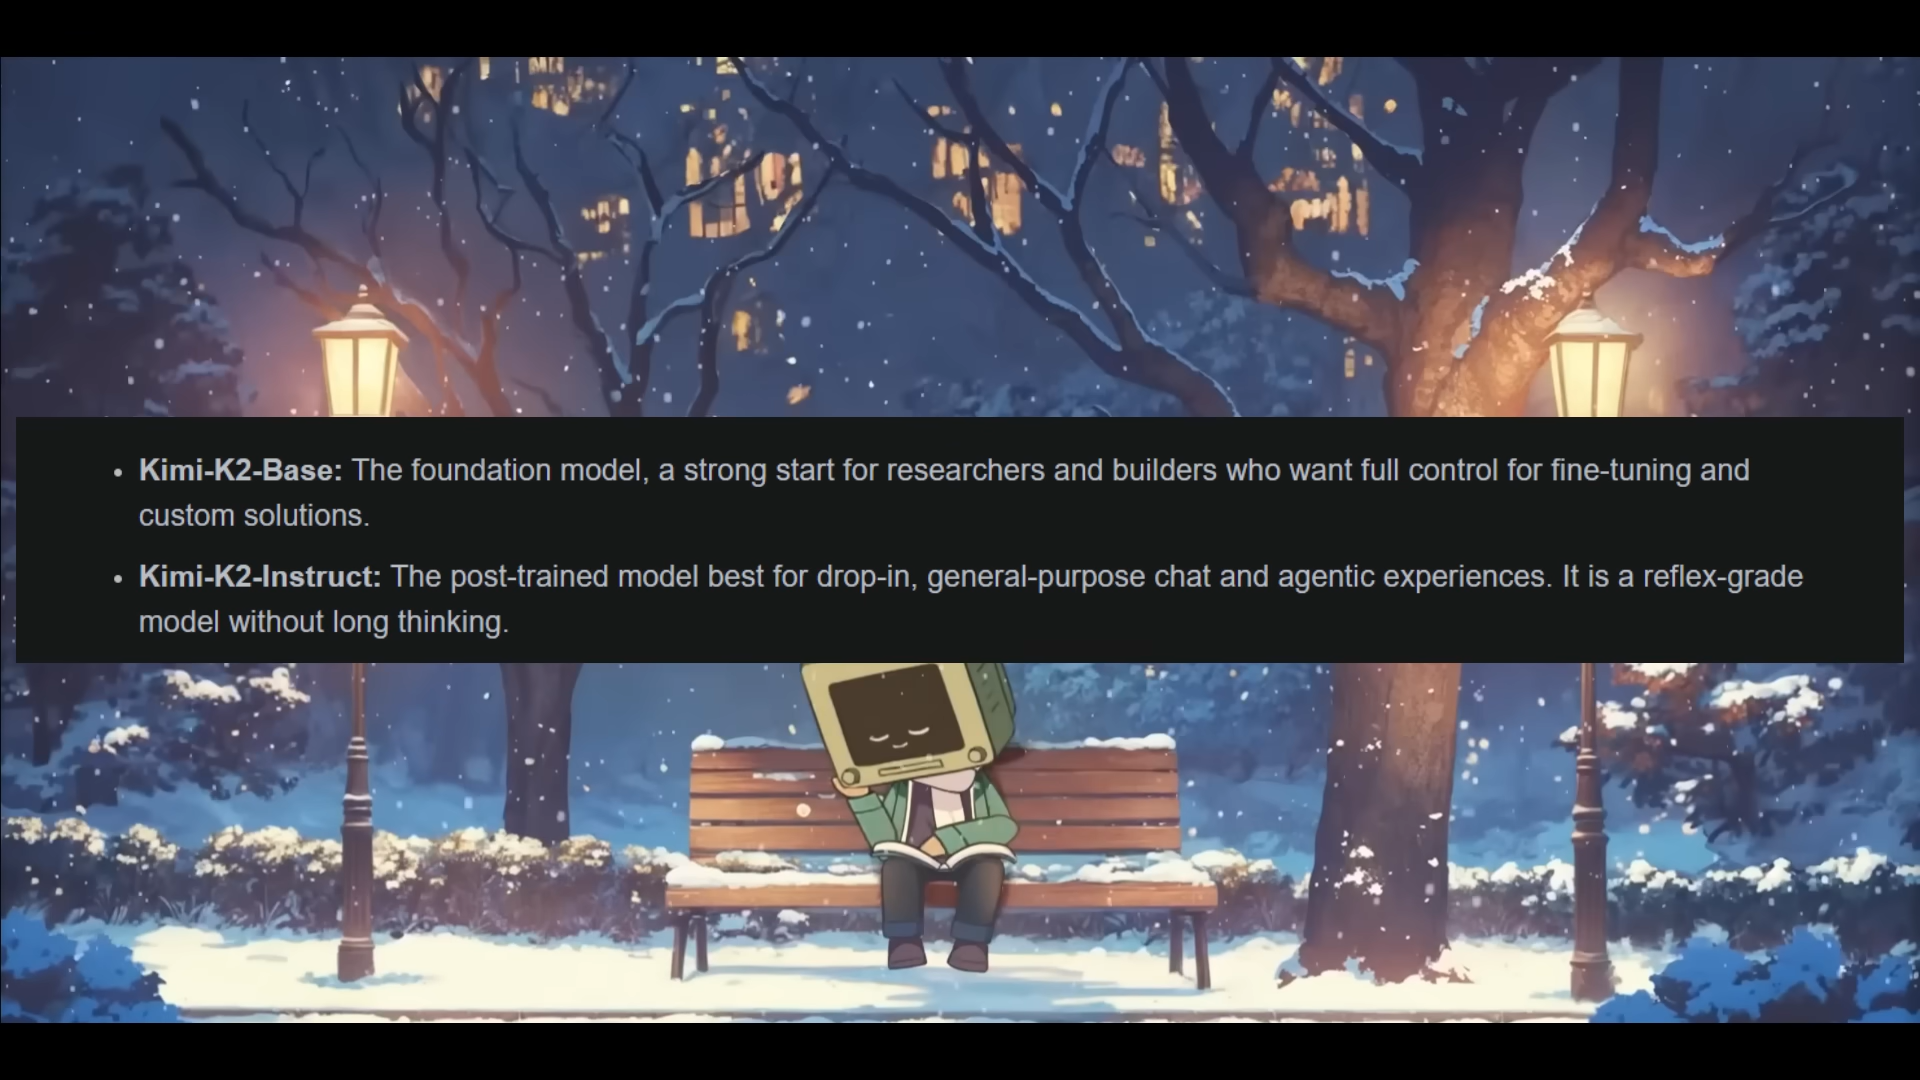 • Kimi-K2-Base: The foundation model, a strong start for researchers and builders who want full control for fine-tuning and
custom solutions.
• Kimi-K2-Instruct: The post-trained model best for drop-in, general-purpose chat and agentic experiences. It is a reflex-grade
model without long thinking.